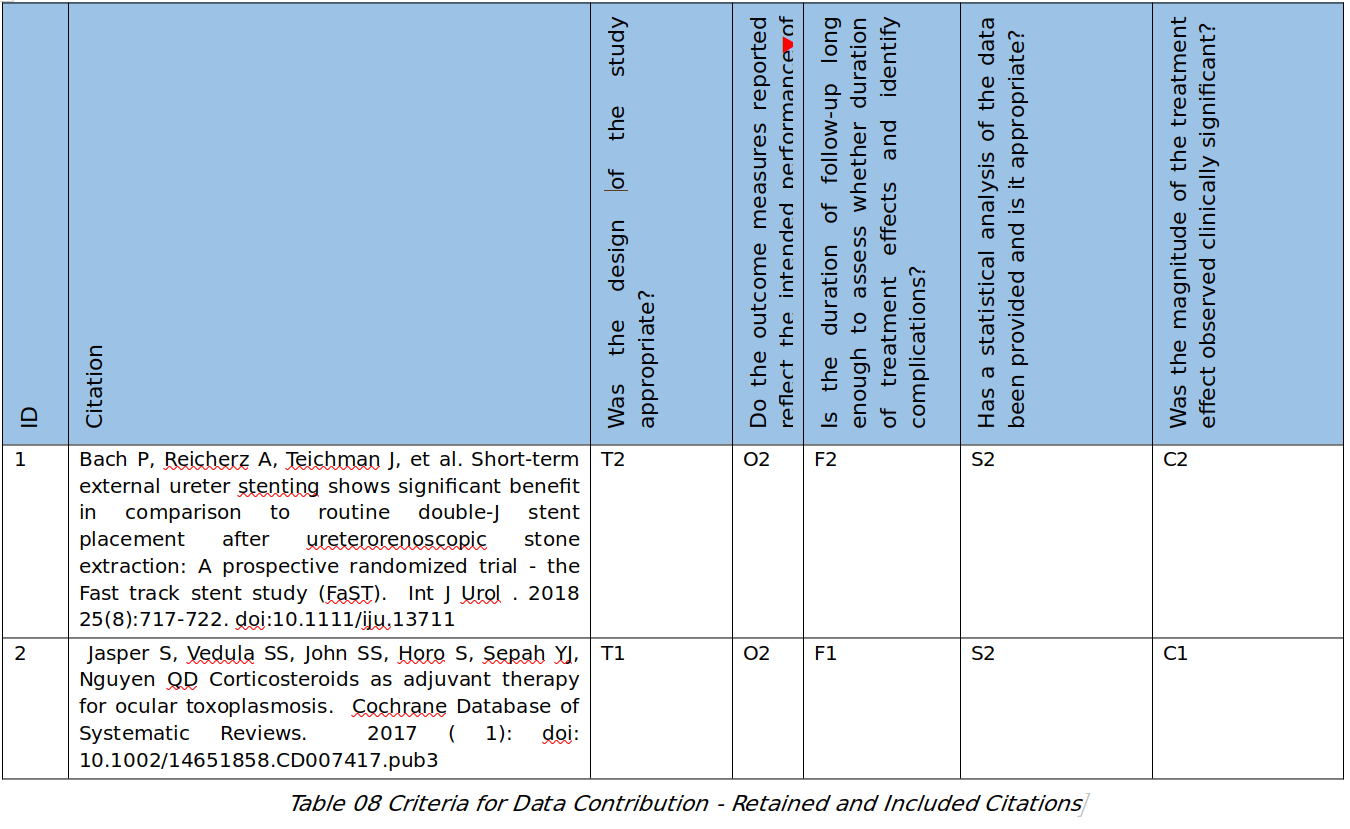 ID
Citation
Was the design of the study
appropriate?
Do the outcome measures reported
reflect the intended performance of
Is the duration of follow-up long
enough to assess whether duration
of treatment effects and identify
complications?
Has a statistical analysis of the data
been provided and is it appropriate?
Was the magnitude of the treatment
effect observed clinically significant?
1
Bach P, Reicherz A, Teichman J, et al. Short-term
external ureter stenting shows significant benefit
in comparison to routine double-J stent
placement after ureterorenoscopic stone
extraction: A prospective randomized trial - the
Fast track stent study (FaST). Int J Urol . 2018
25(8):717-722. doi:10.1111/iju.13711
T2
O2
F2
S2
C2
2
Jasper S, Vedula SS, John SS, Horo S, Sepah YJ,
Nguyen QD Corticosteroids as adjuvant therapy
for ocular toxoplasmosis. Cochrane Database of
Systematic Reviews. 2017 ( 1): doi:
10.1002/14651858.CD007417.pub3
T1
O2
F1
S2
C1
Table 08 Criteria for Data Contribution - Retained and Included Citations